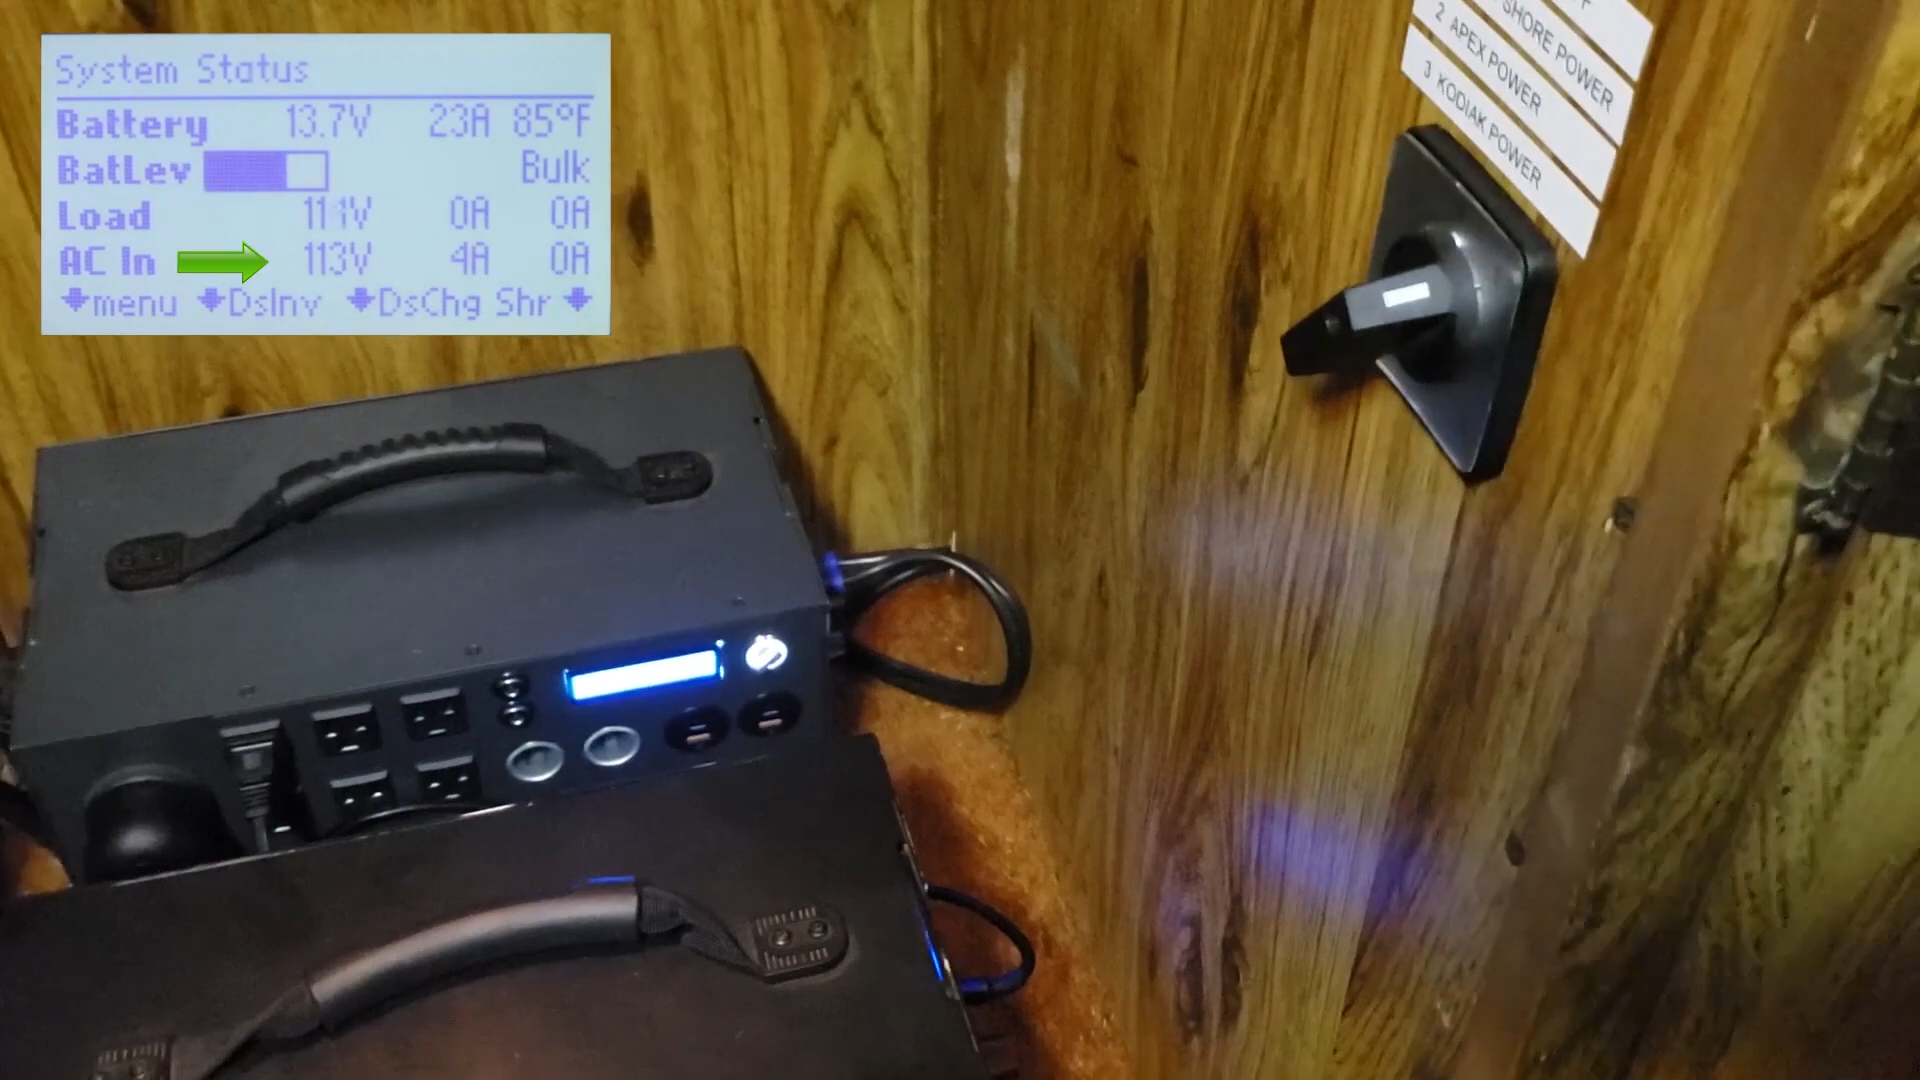 System Status
Battery 13.7V 23A 85°F
BatLev Bulk
Load 111V 0A 0A
AC In 113V 4A 0A
menu DsInv DsChg Shr
SHORE POWER
2 APEX POWER
3 KODIAK POWER